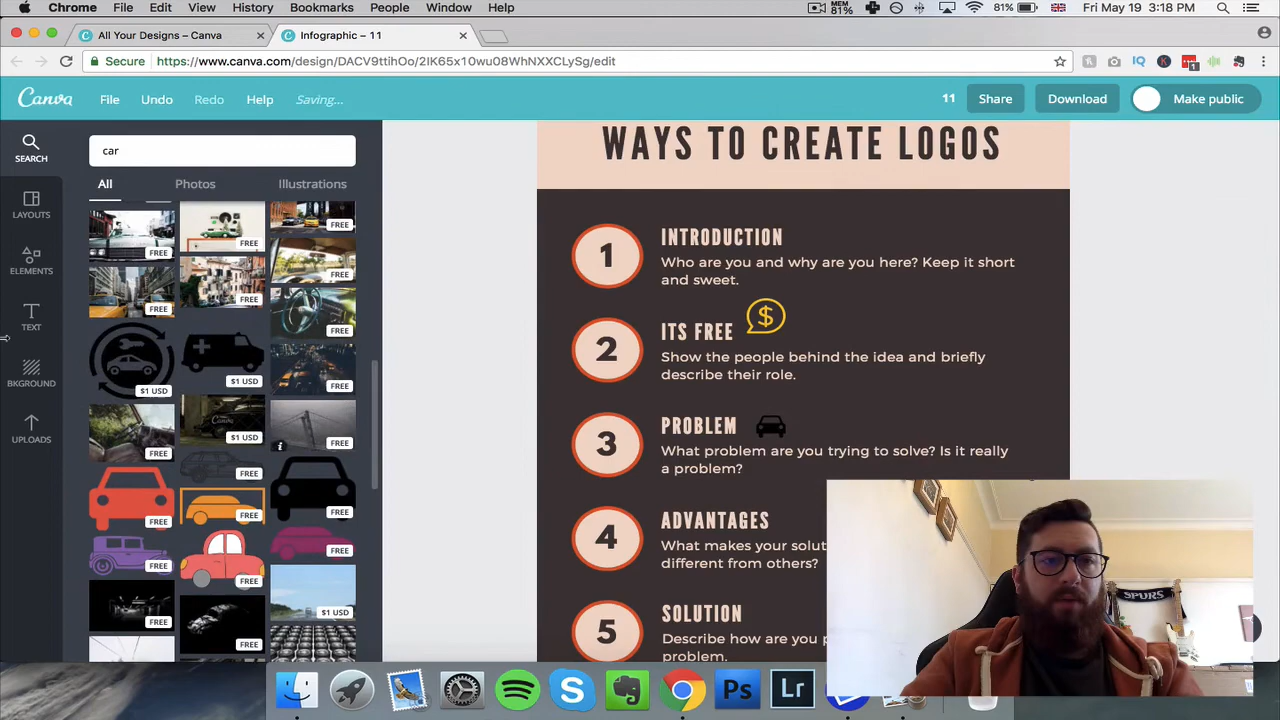 Chrome File Edit View History Bookmarks People Window Help MEM 81% 81% Fri May 19 3:18 PM
All Your Designs – Canva Infographic – 11
Secure https://www.canva.com/design/DACV9ttihOo/2IK65x10wu08WhNXXCLySg/edit
Canva File Undo Redo Help Saving... 11 Share Download Make public
SEARCH
LAYOUTS
ELEMENTS
TEXT
BKGROUND
UPLOADS
car
All Photos Illustrations
FREE FREE FREE
FREE
FREE FREE
FREE
$1 USD $1 USD FREE
Canva
FREE $1 USD FREE
FREE
FREE FREE FREE
FREE FREE FREE
FREE FREE $1 USD
WAYS TO CREATE LOGOS
1 INTRODUCTION
Who are you and why are you here? Keep it short
and sweet.
2 ITS FREE $
Show the people behind the idea and briefly
describe their role.
3 PROBLEM
What problem are you trying to solve? Is it really
a problem?
4 ADVANTAGES
What makes your solut
different from others?
5 SOLUTION
Describe how are you p
problem.
SPURS
Ps Lr